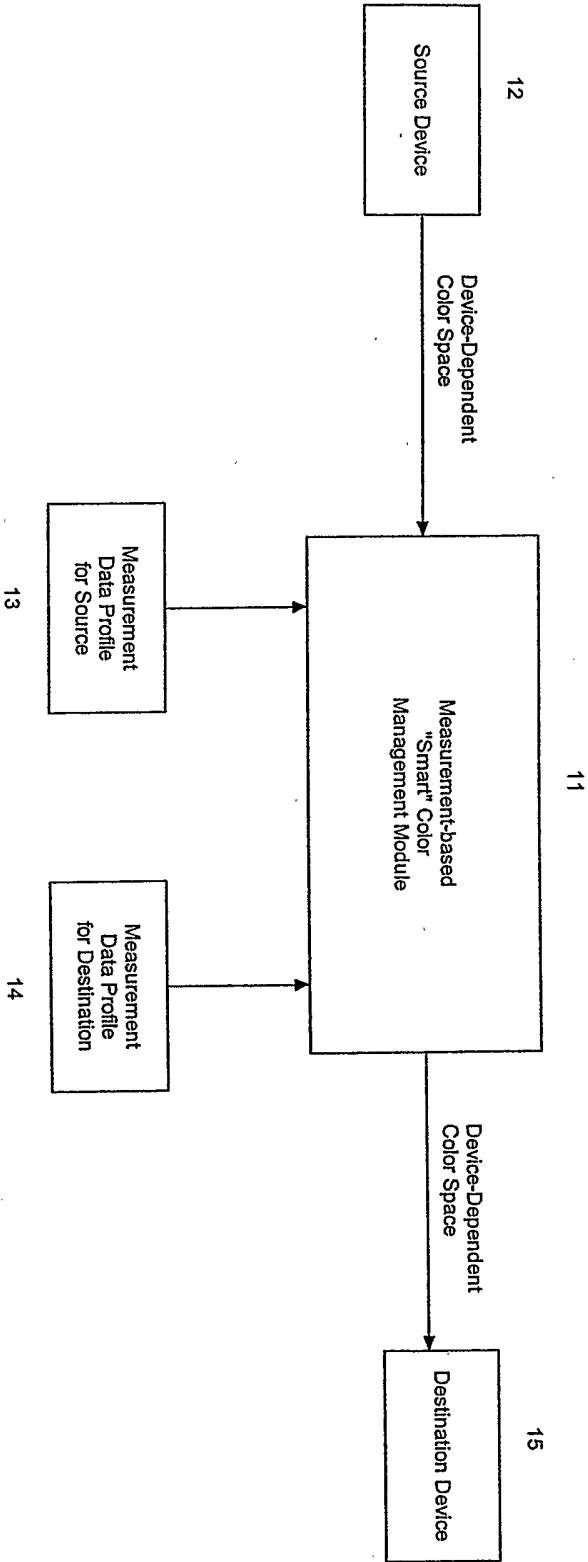 12
Source Device
Device-Dependent
Color Space
11
Measurement-based
"Smart" Color
Management Module
Measurement
Data Profile
for Source
13
Measurement
Data Profile
for Destination
14
Device-Dependent
Color Space
15
Destination Device